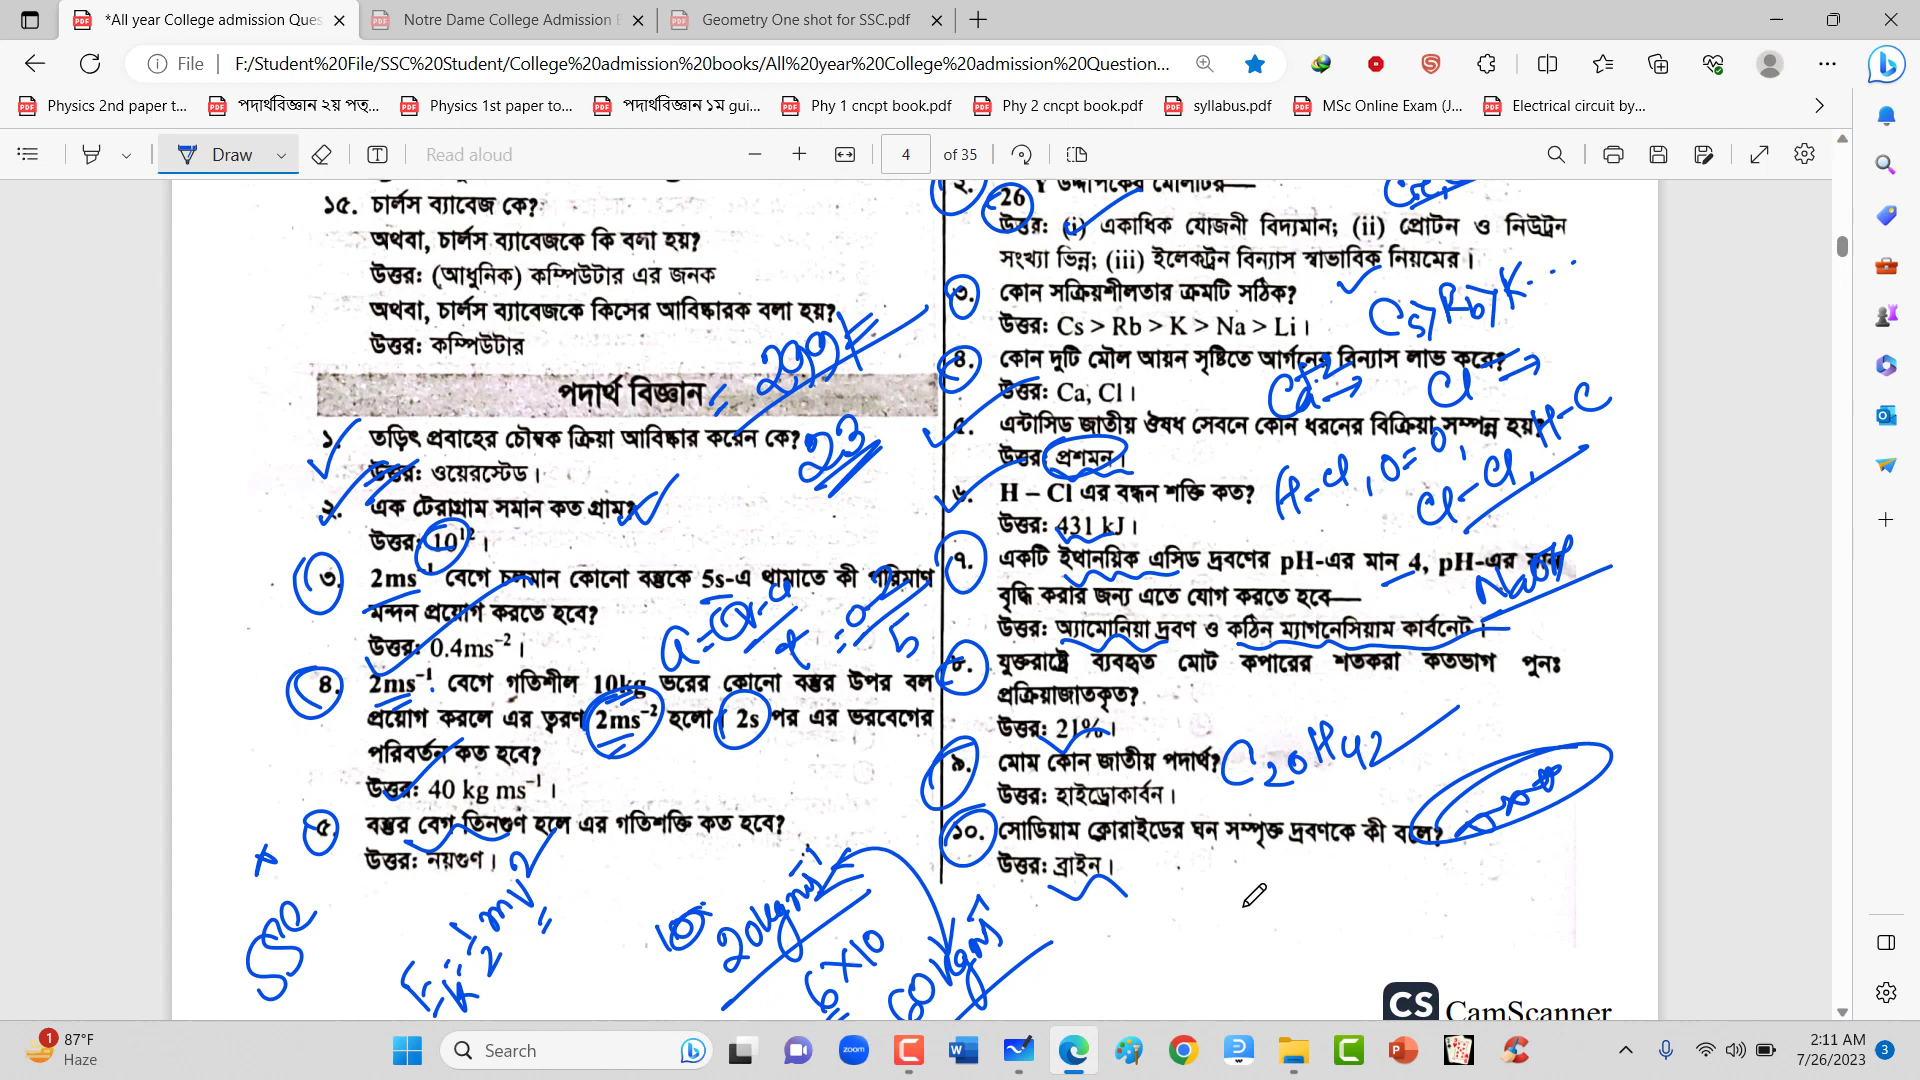 *All year College admission Ques
Notre Dame College Admission E
Geometry One shot for SSC.pdf
File
F:/Student%20File/SSC%20Student/College%20admission%20books/All%20year%20College%20admission%20Question...
Physics 2nd paper t...
পদার্থবিজ্ঞান ২য় পত্...
Physics 1st paper to...
পদার্থবিজ্ঞান ১ম gui...
Phy 1 cncpt book.pdf
Phy 2 cncpt book.pdf
syllabus.pdf
MSc Online Exam (J...
Electrical circuit by...
Draw
Read aloud
4
of 35
১৫. চার্লস ব্যাবেজ কে?
অথবা, চার্লস ব্যাবেজকে কি বলা হয়?
উত্তর: (আধুনিক) কম্পিউটার এর জনক
অথবা, চার্লস ব্যাবেজকে কিসের আবিষ্কারক বলা হয়?
উত্তর: কম্পিউটার
পদার্থ বিজ্ঞান
23
১. তড়িৎ প্রবাহের চৌম্বক ক্রিয়া আবিষ্কার করেন কে?
উত্তর: ওয়েরস্টেড।
২. এক টেরাগ্রাম সমান কত গ্রাম?
উত্তর: 10¹²।
৩. 2ms⁻¹ বেগে চলমান কোনো বস্তুকে 5s-এ থামাতে কী পরিমাণ
মন্দন প্রয়োগ করতে হবে?
উত্তর: 0.4ms⁻²।
৪. 2ms⁻¹ বেগে গতিশীল 10kg ভরের কোনো বস্তুর উপর বল
প্রয়োগ করলে এর ত্বরণ 2ms⁻² হলো। 2s পর এর ভরবেগের
পরিবর্তন কত হবে?
উত্তর: 40 kg ms⁻¹।
৫. বস্তুর বেগ তিনগুণ হলে এর গতিশক্তি কত হবে?
উত্তর: নয়গুণ।
SSC
20kgms⁻¹
6×10
60kgms⁻¹
২. Y উদ্দীপকের মৌলটির—
26
উত্তর: (i) একাধিক যোজনী বিদ্যমান; (ii) প্রোটন ও নিউট্রন
সংখ্যা ভিন্ন; (iii) ইলেকট্রন বিন্যাস স্বাভাবিক নিয়মের।
৩. কোন সক্রিয়শীলতার ক্রমটি সঠিক?
Cs>Rb>K...
উত্তর: Cs > Rb > K > Na > Li।
৪. কোন দুটি মৌল আয়ন সৃষ্টিতে আর্গনের বিন্যাস লাভ করে?
উত্তর: Ca, Cl।
৫. এন্টাসিড জাতীয় ঔষধ সেবনে কোন ধরনের বিক্রিয়া সম্পন্ন হয়?
উত্তর: প্রশমন।
৬. H – Cl এর বন্ধন শক্তি কত?
H-Cl, O=O, H-C
Cl-Cl,
উত্তর: 431 kJ।
৭. একটি ইথানয়িক এসিড দ্রবণের pH-এর মান 4, pH-এর মান
বৃদ্ধি করার জন্য এতে যোগ করতে হবে—
NaOH
উত্তর: অ্যামোনিয়া দ্রবণ ও কঠিন ম্যাগনেসিয়াম কার্বনেট।
৮. যুক্তরাষ্ট্রে ব্যবহৃত মোট কপারের শতকরা কতভাগ পুনঃ
প্রক্রিয়াজাতকৃত?
উত্তর: 21%।
৯. মোম কোন জাতীয় পদার্থ?
C20H42
উত্তর: হাইড্রোকার্বন।
১০. সোডিয়াম ক্লোরাইডের ঘন সম্পৃক্ত দ্রবণকে কী বলে?
উত্তর: ব্রাইন।
CS CamScanner
87°F
Haze
Search
2:11 AM
7/26/2023